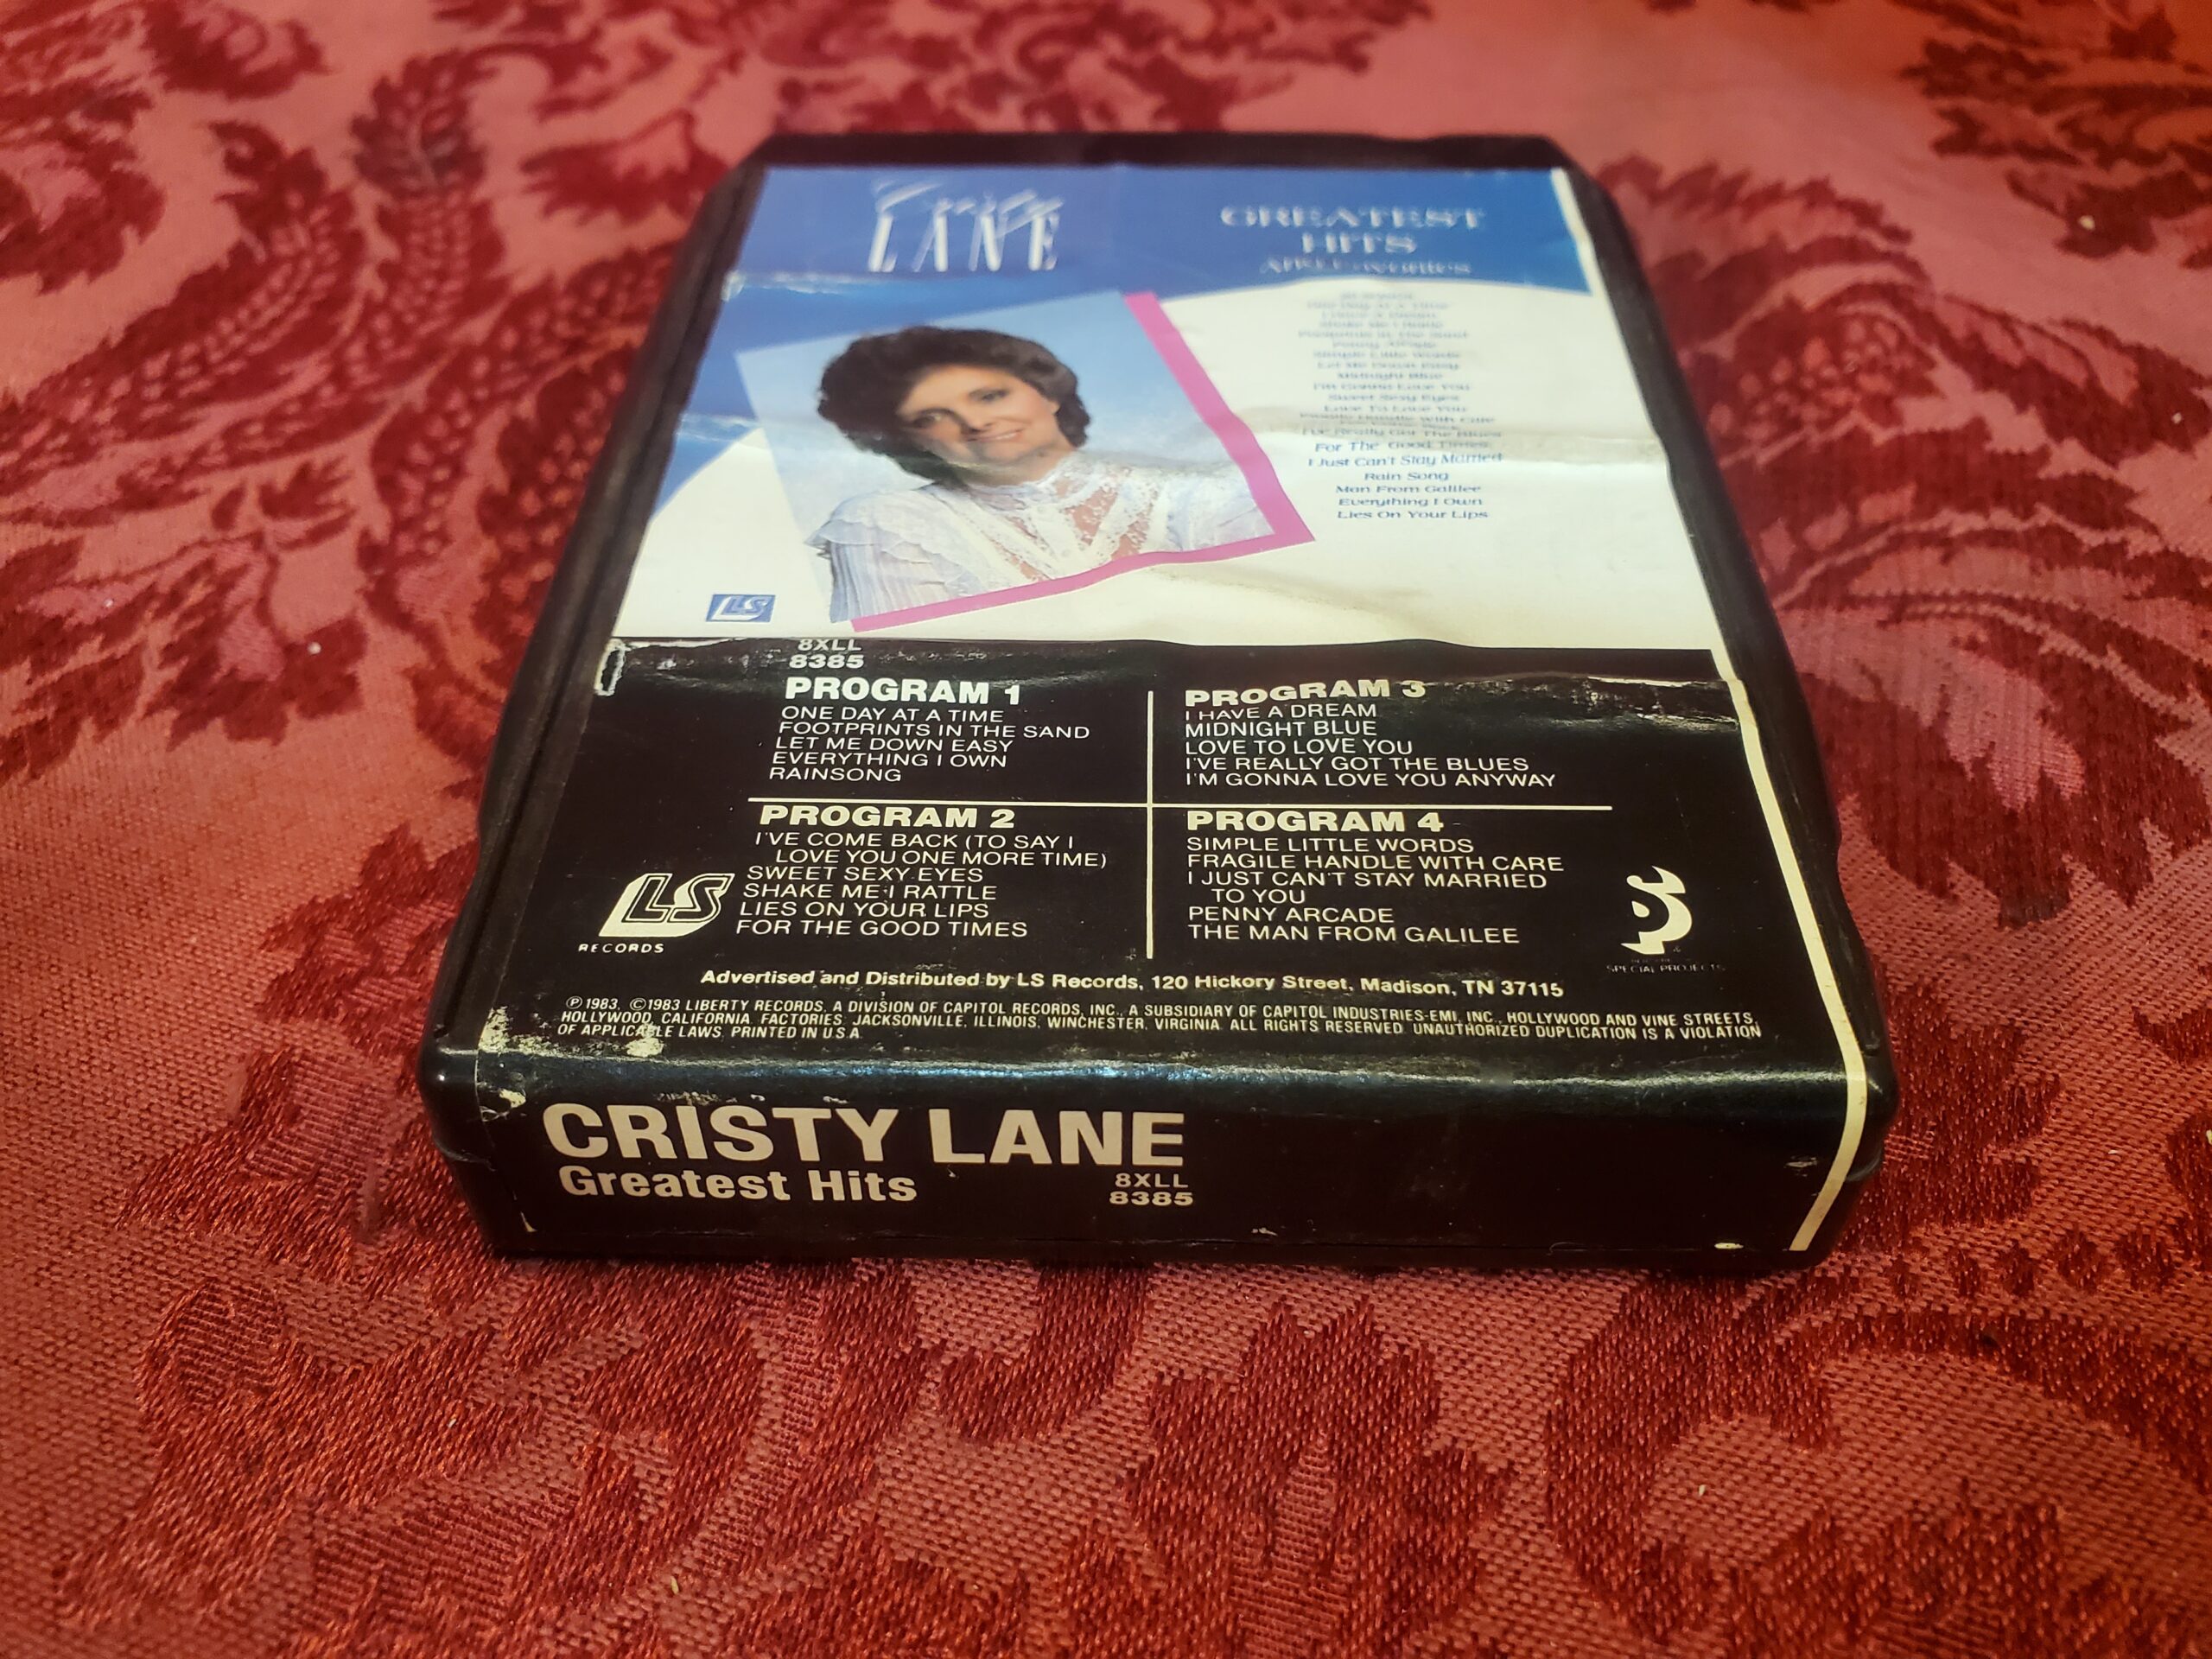 Cristy
LANE
GREATEST
HITS
For The Good Times
I Just Can't Stay Married
Rain Song
Man From Galilee
Everything I Own
Lies On Your Lips
LS
8XLL
8385
PROGRAM 1
ONE DAY AT A TIME
FOOTPRINTS IN THE SAND
LET ME DOWN EASY
EVERYTHING I OWN
RAINSONG
PROGRAM 3
I HAVE A DREAM
MIDNIGHT BLUE
LOVE TO LOVE YOU
I'VE REALLY GOT THE BLUES
I'M GONNA LOVE YOU ANYWAY
PROGRAM 2
I'VE COME BACK (TO SAY I
LOVE YOU ONE MORE TIME)
SWEET SEXY EYES
SHAKE ME I RATTLE
LIES ON YOUR LIPS
FOR THE GOOD TIMES
PROGRAM 4
SIMPLE LITTLE WORDS
FRAGILE HANDLE WITH CARE
I JUST CAN'T STAY MARRIED
TO YOU
PENNY ARCADE
THE MAN FROM GALILEE
LS
RECORDS
SPECIAL PROJECTS
Advertised and Distributed by LS Records, 120 Hickory Street, Madison, TN 37115
℗ 1983, ©1983 LIBERTY RECORDS, A DIVISION OF CAPITOL RECORDS, INC., A SUBSIDIARY OF CAPITOL INDUSTRIES-EMI, INC., HOLLYWOOD AND VINE STREETS,
HOLLYWOOD, CALIFORNIA. FACTORIES: JACKSONVILLE, ILLINOIS, WINCHESTER, VIRGINIA. ALL RIGHTS RESERVED. UNAUTHORIZED DUPLICATION IS A VIOLATION
OF APPLICABLE LAWS. PRINTED IN U.S.A.
CRISTY LANE
Greatest Hits
8XLL
8385